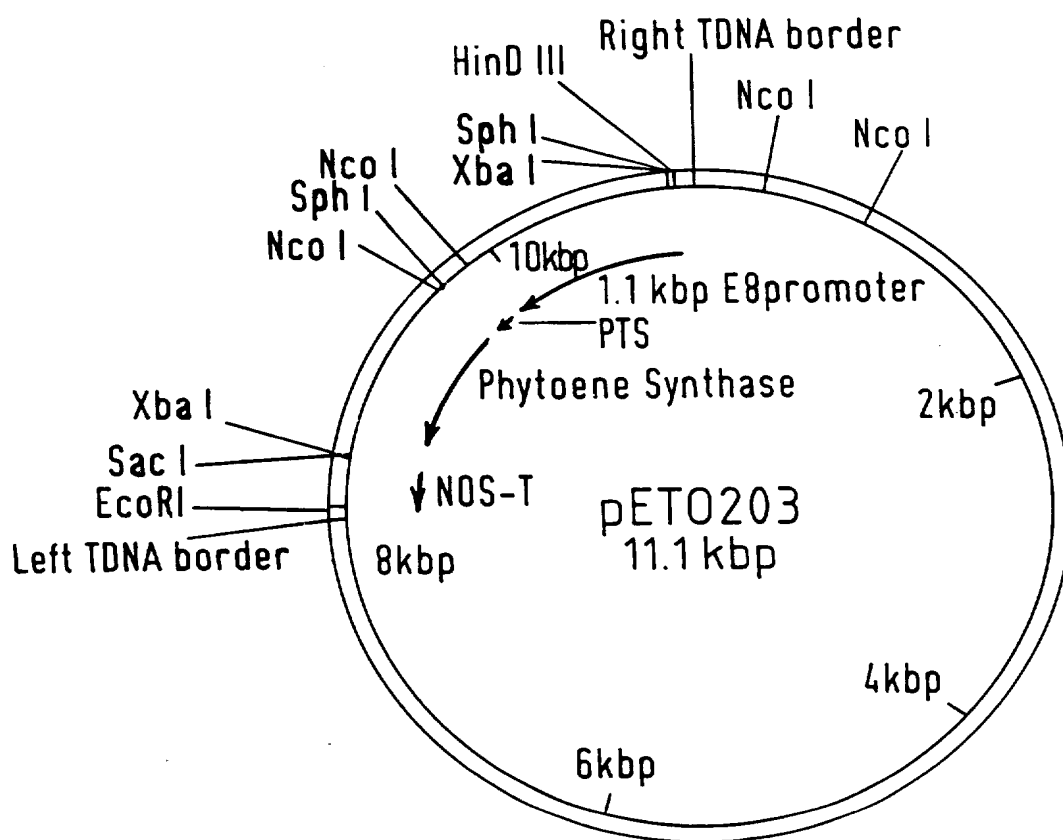 Right TDNA border
HinD III
Nco I
Nco I
Sph I
Xba I
Nco I
Sph I
Nco I
10kbp
1.1 kbp E8promoter
PTS
Phytoene Synthase
2kbp
Xba I
Sac I
EcoRI
Left TDNA border
NOS-T
pETO203
11.1 kbp
8kbp
4kbp
6kbp